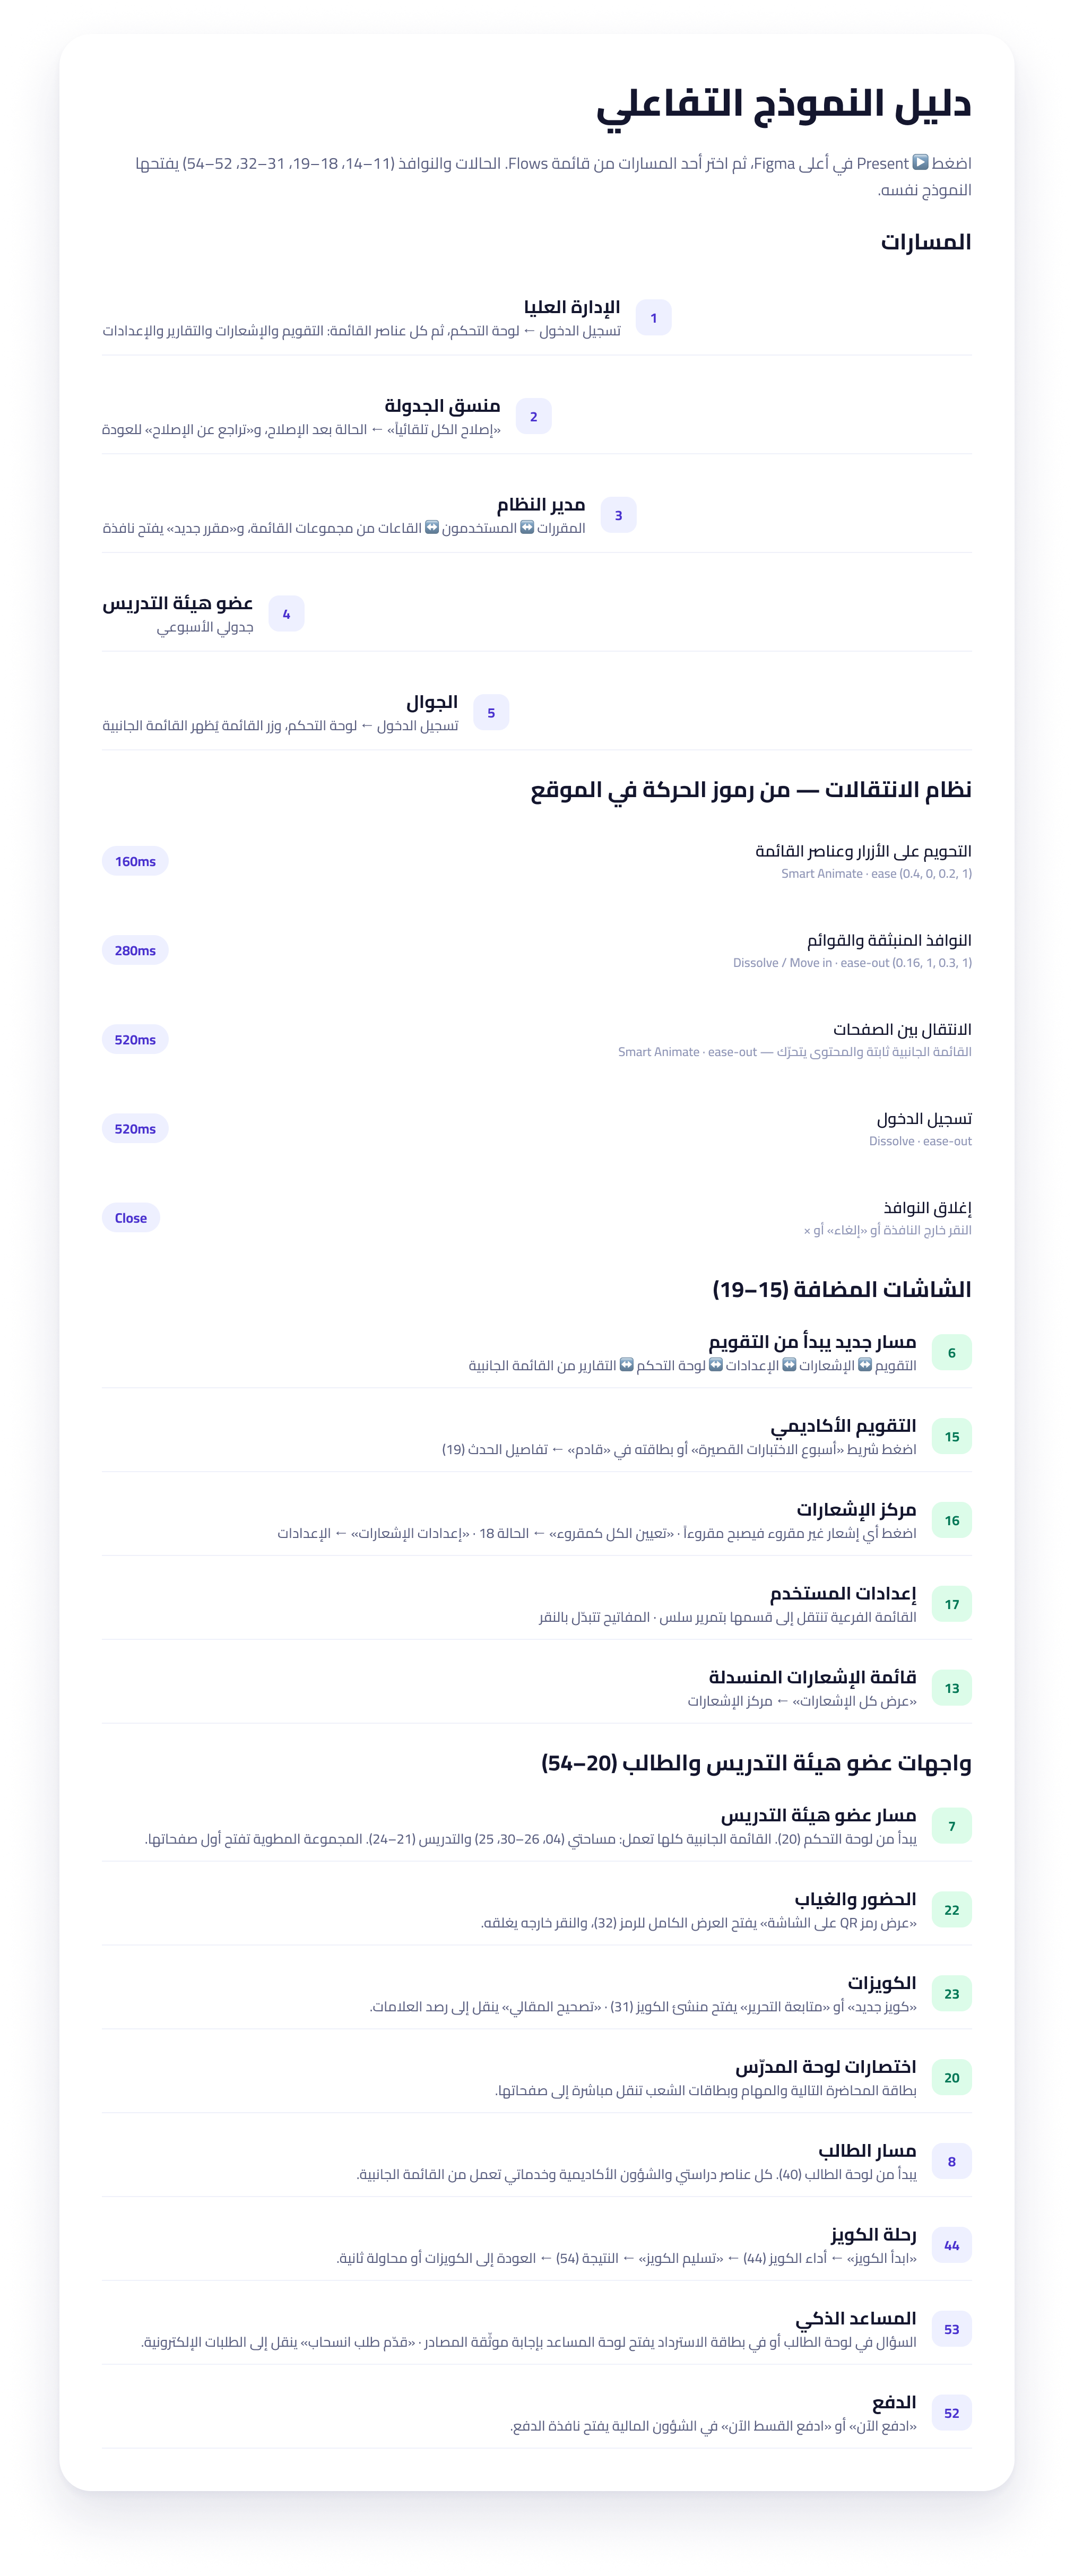 دليل النموذج التفاعلي
اضغط ▶️ Present في أعلى Figma، ثم اختر أحد المسارات من قائمة Flows. الحالات والنوافذ (11–14، 18–19، 31–32، 52–54) يفتحها
النموذج نفسه.
المسارات
1
الإدارة العليا
تسجيل الدخول ← لوحة التحكم، ثم كل عناصر القائمة: التقويم والإشعارات والتقارير والإعدادات
2
منسق الجدولة
«إصلاح الكل تلقائياً» ← الحالة بعد الإصلاح، و«تراجع عن الإصلاح» للعودة
3
مدير النظام
المقررات ↔️ المستخدمون ↔️ القاعات من مجموعات القائمة، و«مقرر جديد» يفتح نافذة
4
عضو هيئة التدريس
جدولي الأسبوعي
5
الجوال
تسجيل الدخول ← لوحة التحكم، وزر القائمة يُظهر القائمة الجانبية
نظام الانتقالات — من رموز الحركة في الموقع
التحويم على الأزرار وعناصر القائمة
160ms
Smart Animate · ease (0.4, 0, 0.2, 1)
النوافذ المنبثقة والقوائم
280ms
Dissolve / Move in · ease-out (0.16, 1, 0.3, 1)
الانتقال بين الصفحات
520ms
القائمة الجانبية ثابتة والمحتوى يتحرّك — Smart Animate · ease-out
تسجيل الدخول
520ms
Dissolve · ease-out
إغلاق النوافذ
Close
النقر خارج النافذة أو «إلغاء» أو ×
الشاشات المضافة (15–19)
6
مسار جديد يبدأ من التقويم
التقويم ↔️ الإشعارات ↔️ الإعدادات ↔️ لوحة التحكم ↔️ التقارير من القائمة الجانبية
15
التقويم الأكاديمي
اضغط شريط «أسبوع الاختبارات القصيرة» أو بطاقته في «قادم» ← تفاصيل الحدث (19)
16
مركز الإشعارات
اضغط أي إشعار غير مقروء فيصبح مقروءاً · «تعيين الكل كمقروء» ← الحالة 18 · «إعدادات الإشعارات» ← الإعدادات
17
إعدادات المستخدم
القائمة الفرعية تنتقل إلى قسمها بتمرير سلس · المفاتيح تتبدّل بالنقر
13
قائمة الإشعارات المنسدلة
«عرض كل الإشعارات» ← مركز الإشعارات
واجهات عضو هيئة التدريس والطالب (20–54)
7
مسار عضو هيئة التدريس
يبدأ من لوحة التحكم (20). القائمة الجانبية كلها تعمل: مساحتي (04، 26–30، 25) والتدريس (21–24). المجموعة المطوية تفتح أول صفحاتها.
22
الحضور والغياب
«عرض رمز QR على الشاشة» يفتح العرض الكامل للرمز (32)، والنقر خارجه يغلقه.
23
الكويزات
«كويز جديد» أو «متابعة التحرير» يفتح منشئ الكويز (31) · «تصحيح المقالي» ينقل إلى رصد العلامات.
20
اختصارات لوحة المدرّس
بطاقة المحاضرة التالية والمهام وبطاقات الشعب تنقل مباشرة إلى صفحاتها.
8
مسار الطالب
يبدأ من لوحة الطالب (40). كل عناصر دراستي والشؤون الأكاديمية وخدماتي تعمل من القائمة الجانبية.
44
رحلة الكويز
«ابدأ الكويز» ← أداء الكويز (44) ← «تسليم الكويز» ← النتيجة (54) ← العودة إلى الكويزات أو محاولة ثانية.
53
المساعد الذكي
السؤال في لوحة الطالب أو في بطاقة الاسترداد يفتح لوحة المساعد بإجابة موثّقة المصادر · «قدّم طلب انسحاب» ينقل إلى الطلبات الإلكترونية.
52
الدفع
«ادفع الآن» أو «ادفع القسط الآن» في الشؤون المالية يفتح نافذة الدفع.